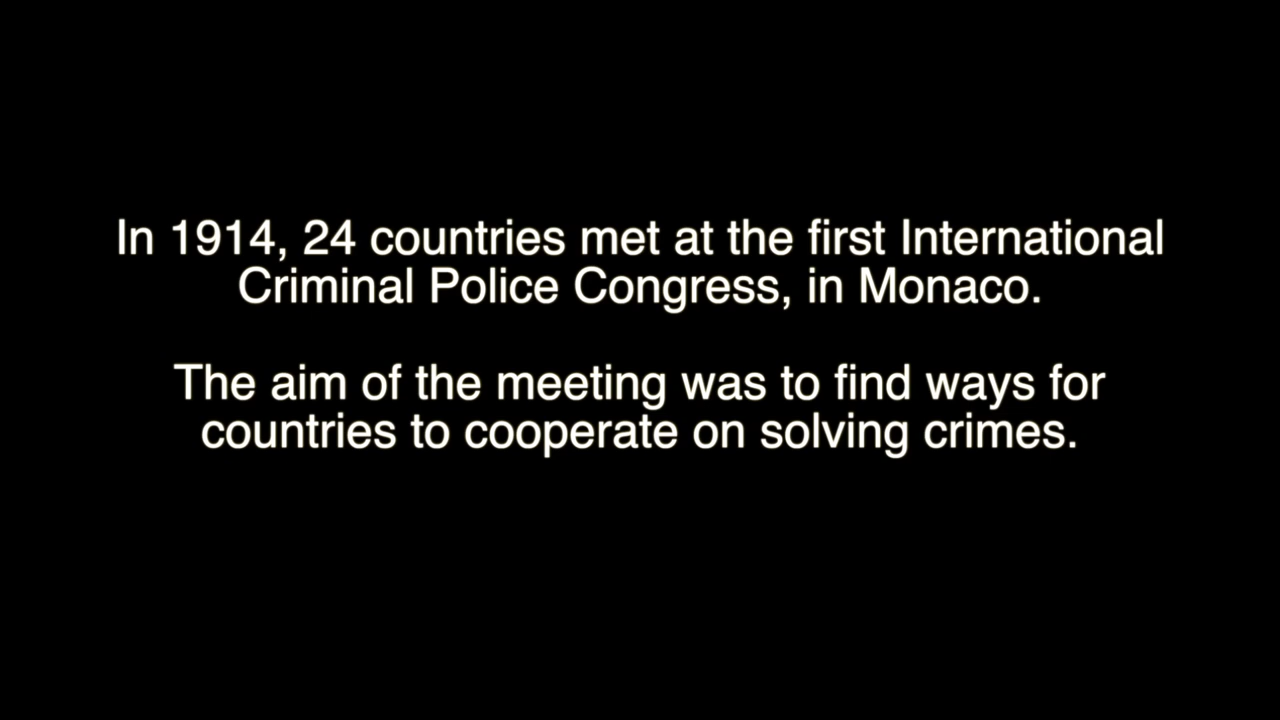 In 1914, 24 countries met at the first International
Criminal Police Congress, in Monaco.
The aim of the meeting was to find ways for
countries to cooperate on solving crimes.